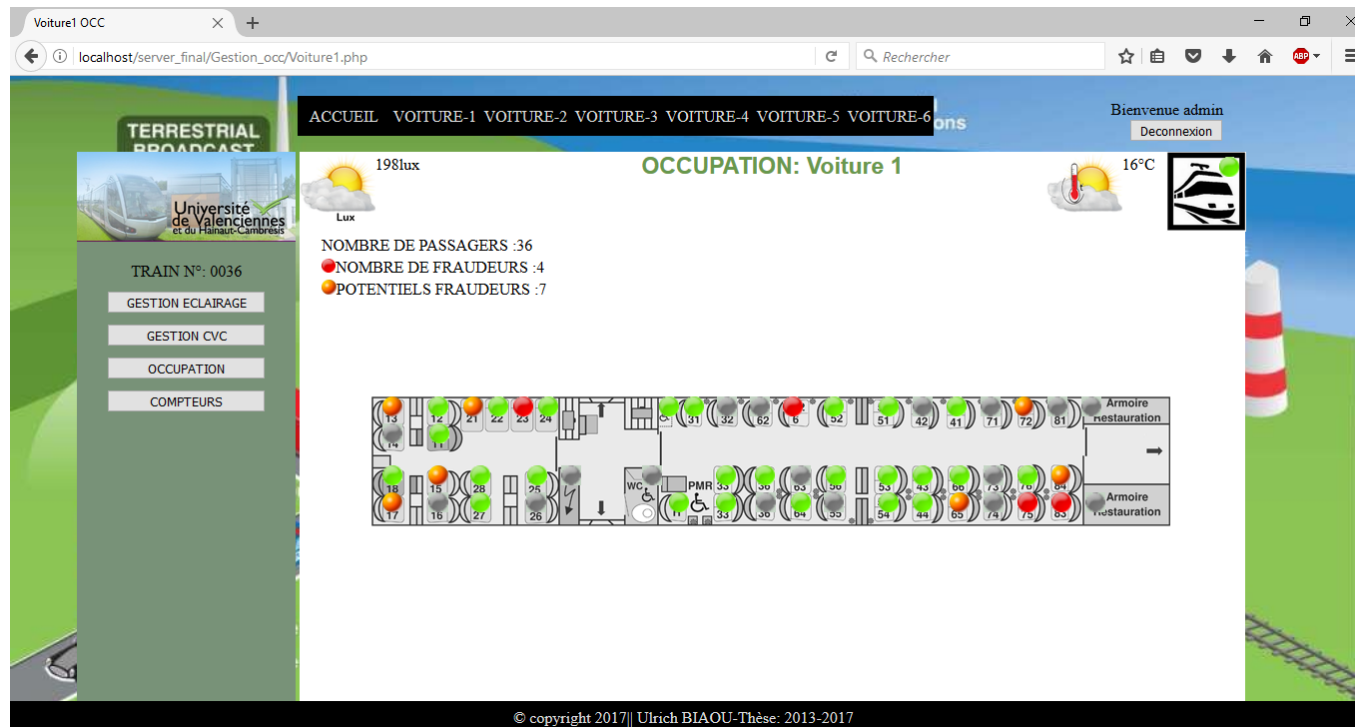 Voiture1 OCC
localhost/server_final/Gestion_occ/Voiture1.php
Rechercher
ABP
TERRESTRIAL
BROADCAST
ACCUEIL VOITURE-1 VOITURE-2 VOITURE-3 VOITURE-4 VOITURE-5 VOITURE-6
ons
Bienvenue admin
Deconnexion
Université
de Valenciennes
et du Hainaut-Cambrésis
198lux
Lux
OCCUPATION: Voiture 1
16°C
NOMBRE DE PASSAGERS :36
NOMBRE DE FRAUDEURS :4
POTENTIELS FRAUDEURS :7
TRAIN N°: 0036
GESTION ECLAIRAGE
GESTION CVC
OCCUPATION
COMPTEURS
13 12 21 22 23 24 31 32 62 6 52 51 42 41 71 72 81
Armoire
Restauration
14 11
18 15 28 25 WC PMR 33 36 63 56 53 43 66 73 76 84
17 16 27 26 11 33 36 64 55 54 44 65 74 75 83
Armoire
Restauration
© copyright 2017|| Ulrich BIAOU-Thèse: 2013-2017